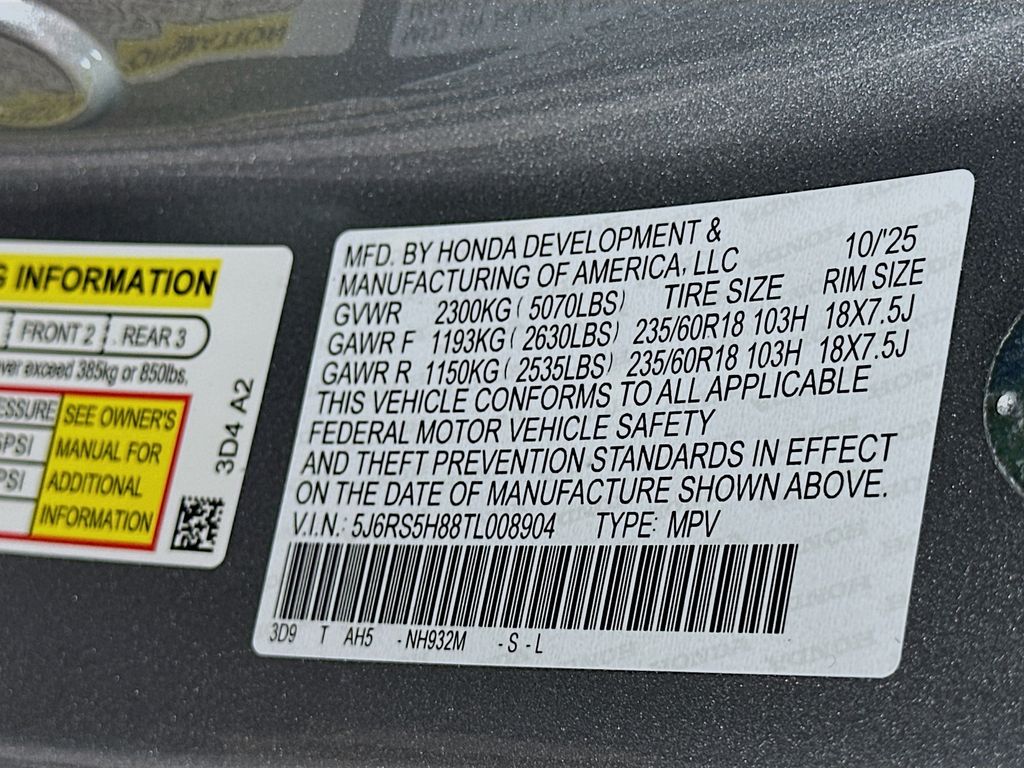 G INFORMATION
FRONT 2 REAR 3
ver exceed 385kg or 850lbs.
ESSURE
PSI
PSI
SEE OWNER'S
MANUAL FOR
ADDITIONAL
INFORMATION
3D4 A2
MFD. BY HONDA DEVELOPMENT &
MANUFACTURING OF AMERICA, LLC 10/'25
GVWR 2300KG ( 5070LBS) TIRE SIZE RIM SIZE
GAWR F 1193KG ( 2630LBS) 235/60R18 103H 18X7.5J
GAWR R 1150KG ( 2535LBS) 235/60R18 103H 18X7.5J
THIS VEHICLE CONFORMS TO ALL APPLICABLE
FEDERAL MOTOR VEHICLE SAFETY
AND THEFT PREVENTION STANDARDS IN EFFECT
ON THE DATE OF MANUFACTURE SHOWN ABOVE.
V.I.N.: 5J6RS5H88TL008904 TYPE: MPV
3D9 T AH5 -NH932M -S -L